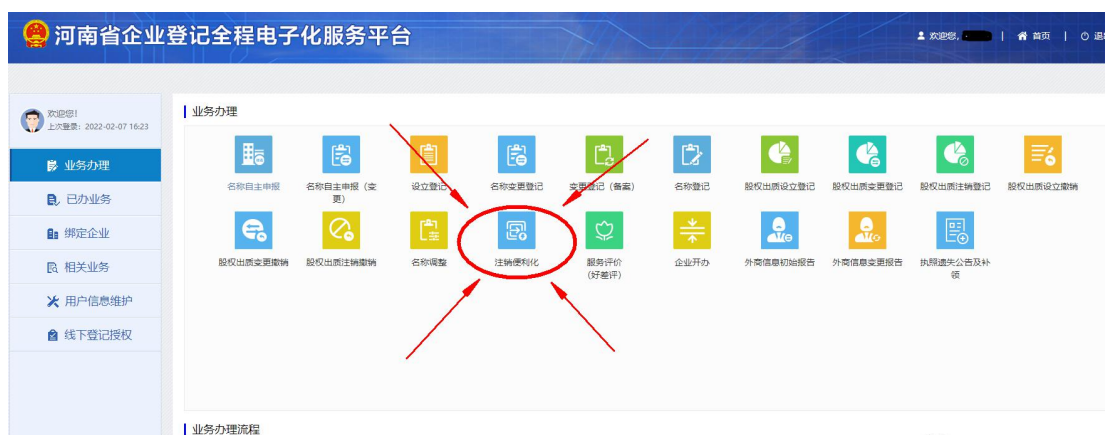 河南省企业登记全程电子化服务平台
欢迎您, | 首页 |
欢迎您!
上次登录: 2022-02-07 16:23
业务办理
已办业务
绑定企业
相关业务
用户信息维护
线下登记授权
业务办理
名称自主申报 名称自主申报(变更) 设立登记 名称变更登记 变更登记(备案) 名称登记 股权出质设立登记 股权出质变更登记 股权出质注销登记 股权出质设立撤销
股权出质变更撤销 股权出质注销撤销 名称调整 注销便利化 服务评价(好差评) 企业开办 外商信息初始报告 外商信息变更报告 执照遗失公告及补领
业务办理流程